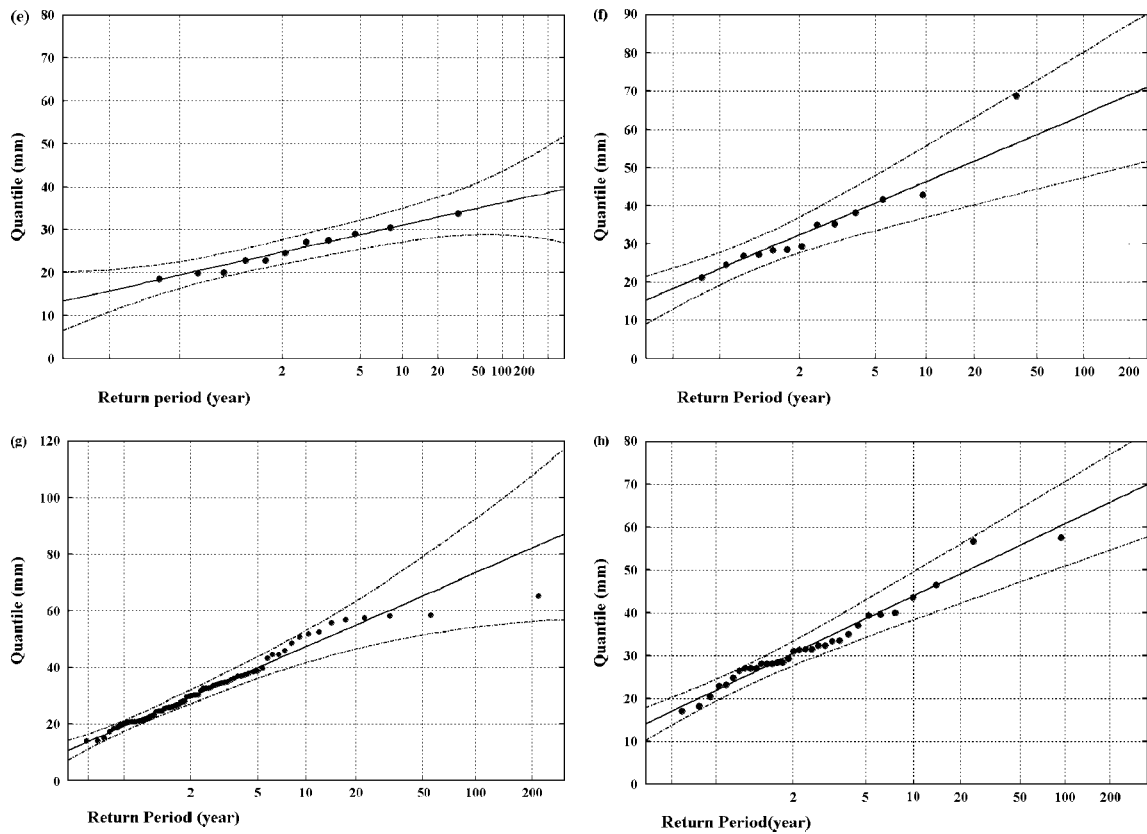 (e)
80
70
60
50
40
30
20
10
0
Quantile (mm)
2 5 10 20 50 100 200
Return period (year)
(f)
90
80
70
60
50
40
30
20
10
0
Quantile (mm)
2 5 10 20 50 100 200
Return Period (year)
(g)
120
100
80
60
40
20
0
Quantile (mm)
2 5 10 20 50 100 200
Return Period (year)
(h)
80
70
60
50
40
30
20
10
0
Quantile (mm)
2 5 10 20 50 100 200
Return Period(year)